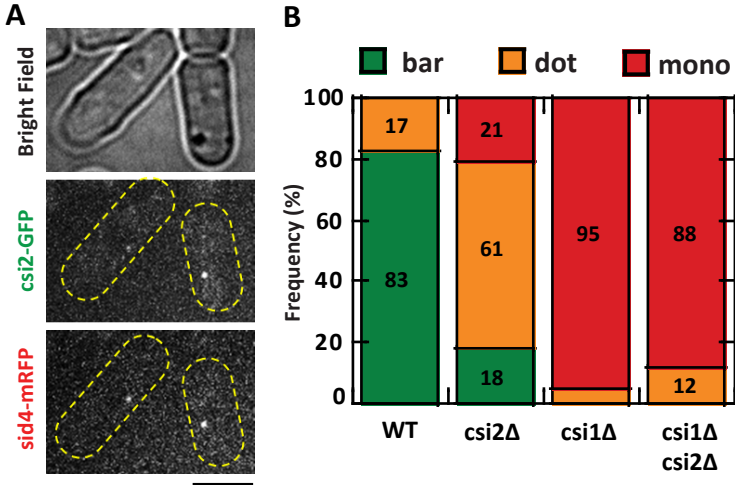 A
Bright Field
csi2-GFP
sid4-mRFP
B
bar dot mono
Frequency (%)
100
80
60
40
20
0
17
83
21
61
18
95
88
12
WT csi2Δ csi1Δ csi1Δ
csi2Δ